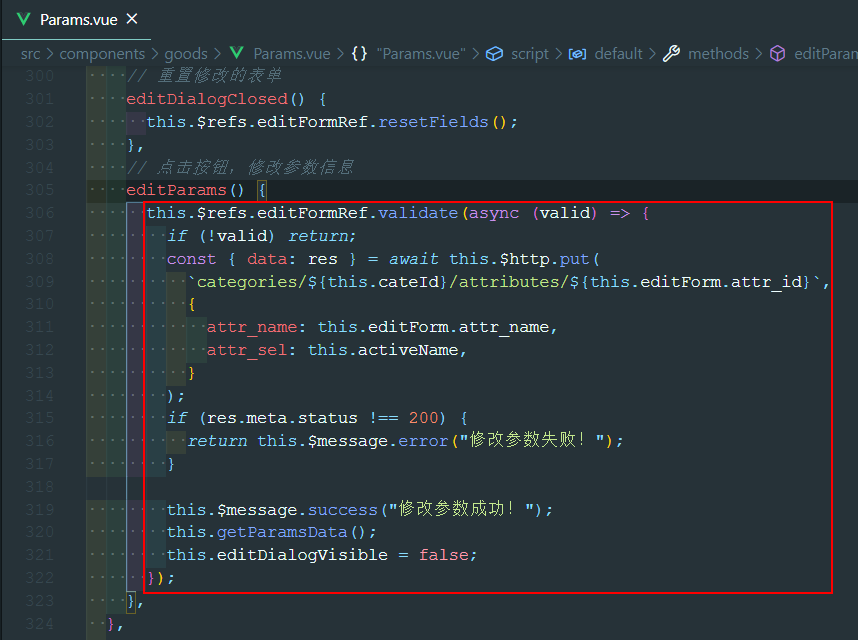 Params.vue ×
src > components > goods > Params.vue > {} "Params.vue" > script > default > methods > editParam
300 // 重置修改的表单
301 editDialogClosed() {
302 this.$refs.editFormRef.resetFields();
303 },
304 // 点击按钮，修改参数信息
305 editParams() {
306 this.$refs.editFormRef.validate(async (valid) => {
307 if (!valid) return;
308 const { data: res } = await this.$http.put(
309 `categories/${this.cateId}/attributes/${this.editForm.attr_id}`,
310 {
311 attr_name: this.editForm.attr_name,
312 attr_sel: this.activeName,
313 }
314 );
315 if (res.meta.status !== 200) {
316 return this.$message.error("修改参数失败！");
317 }
318
319 this.$message.success("修改参数成功！");
320 this.getParamsData();
321 this.editDialogVisible = false;
322 });
323 },
324 },